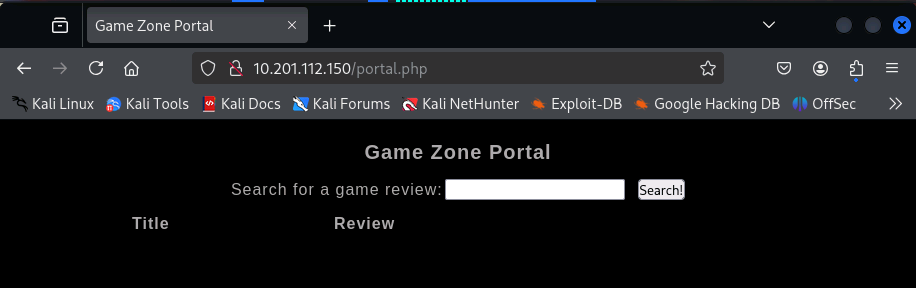 Game Zone Portal
10.201.112.150/portal.php
Kali Linux Kali Tools Kali Docs Kali Forums Kali NetHunter Exploit-DB Google Hacking DB OffSec
Game Zone Portal
Search for a game review: Search!
Title Review